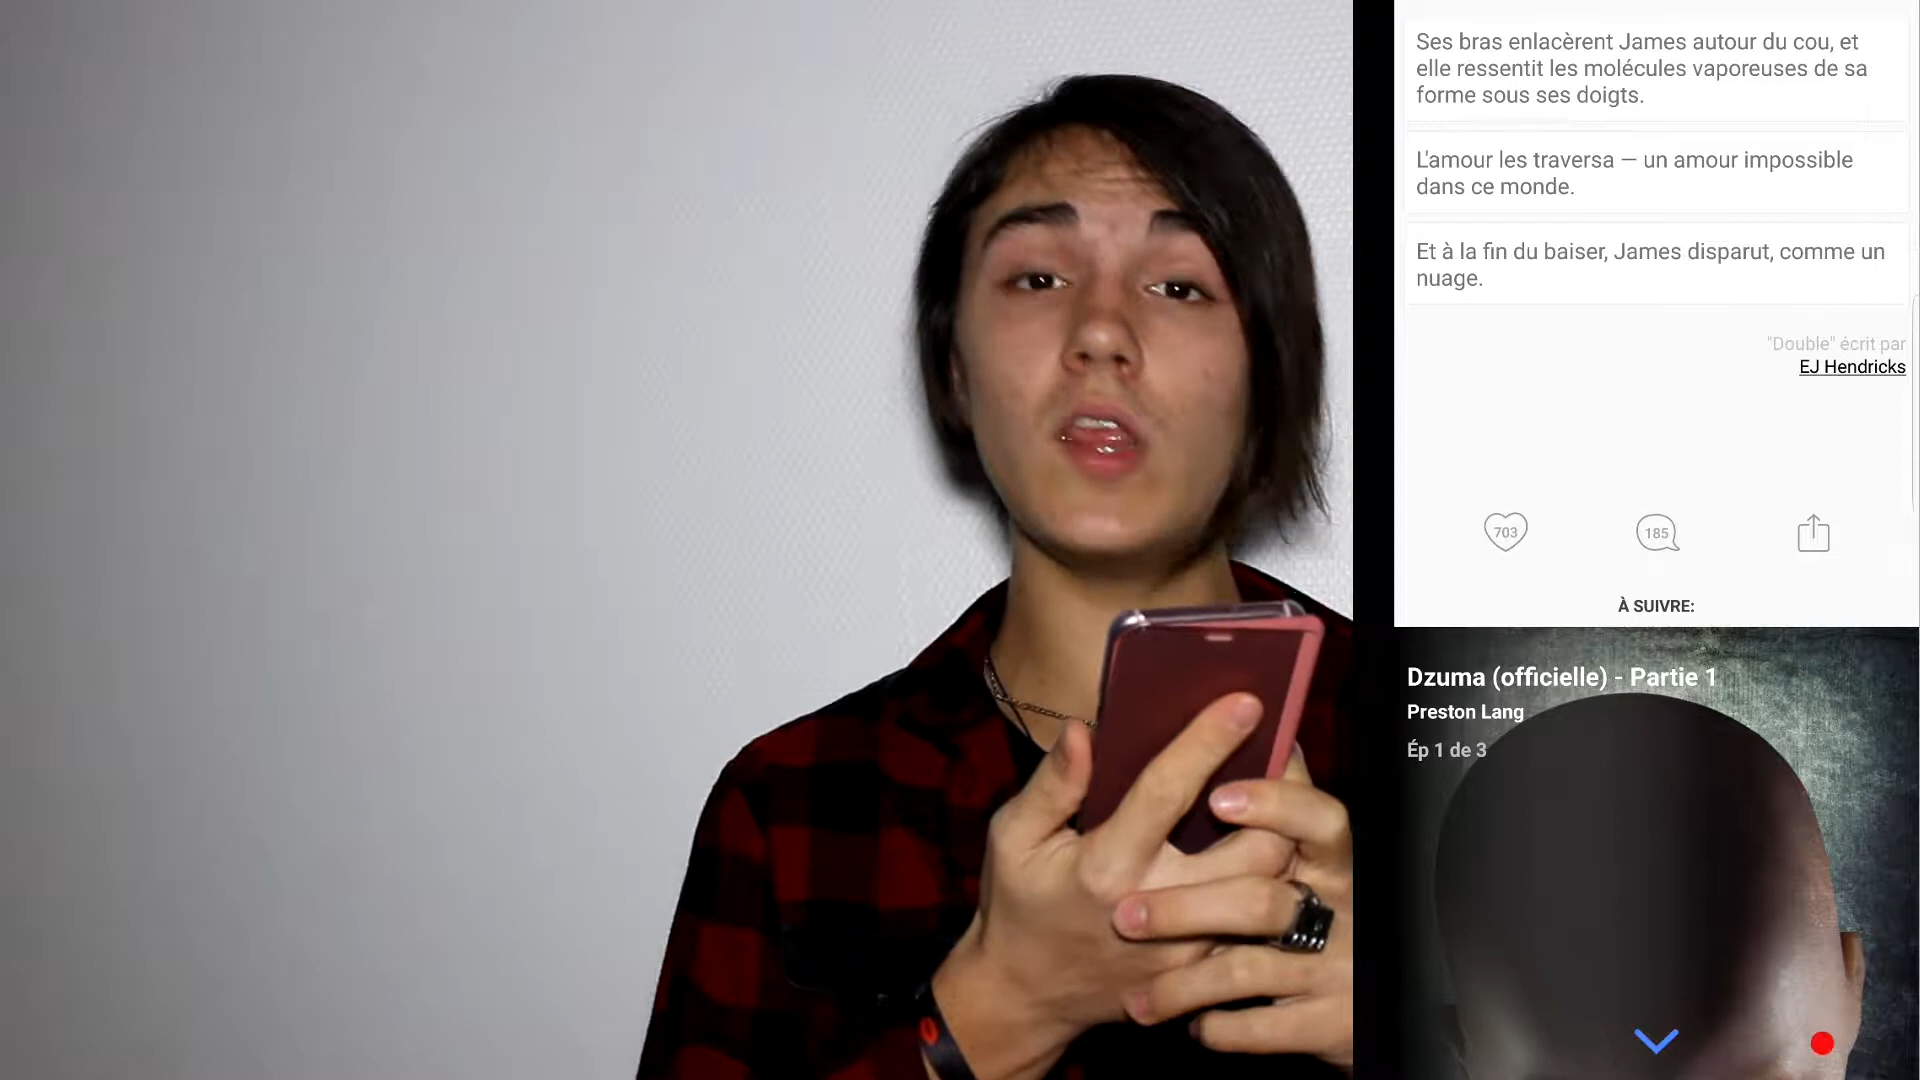 Ses bras enlacèrent James autour du cou, et
elle ressentit les molécules vaporeuses de sa
forme sous ses doigts.
L'amour les traversa — un amour impossible
dans ce monde.
Et à la fin du baiser, James disparut, comme un
nuage.
"Double" écrit par
EJ Hendricks
703
185
À SUIVRE:
Dzuma (officielle) - Partie 1
Preston Lang
Ép 1 de 3